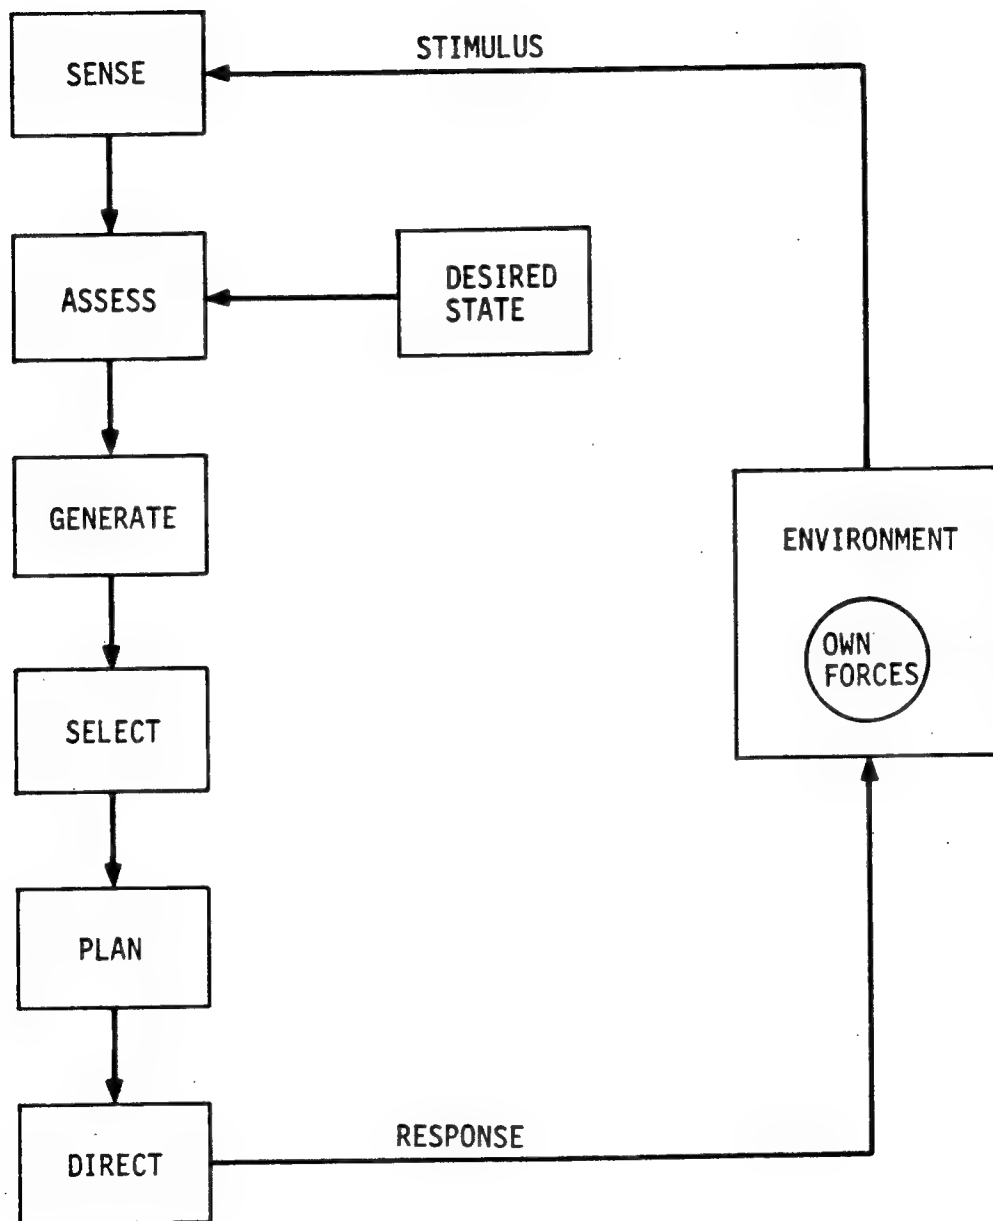 STIMULUS
SENSE
ASSESS
DESIRED
STATE
GENERATE
ENVIRONMENT
OWN
FORCES
SELECT
PLAN
RESPONSE
DIRECT